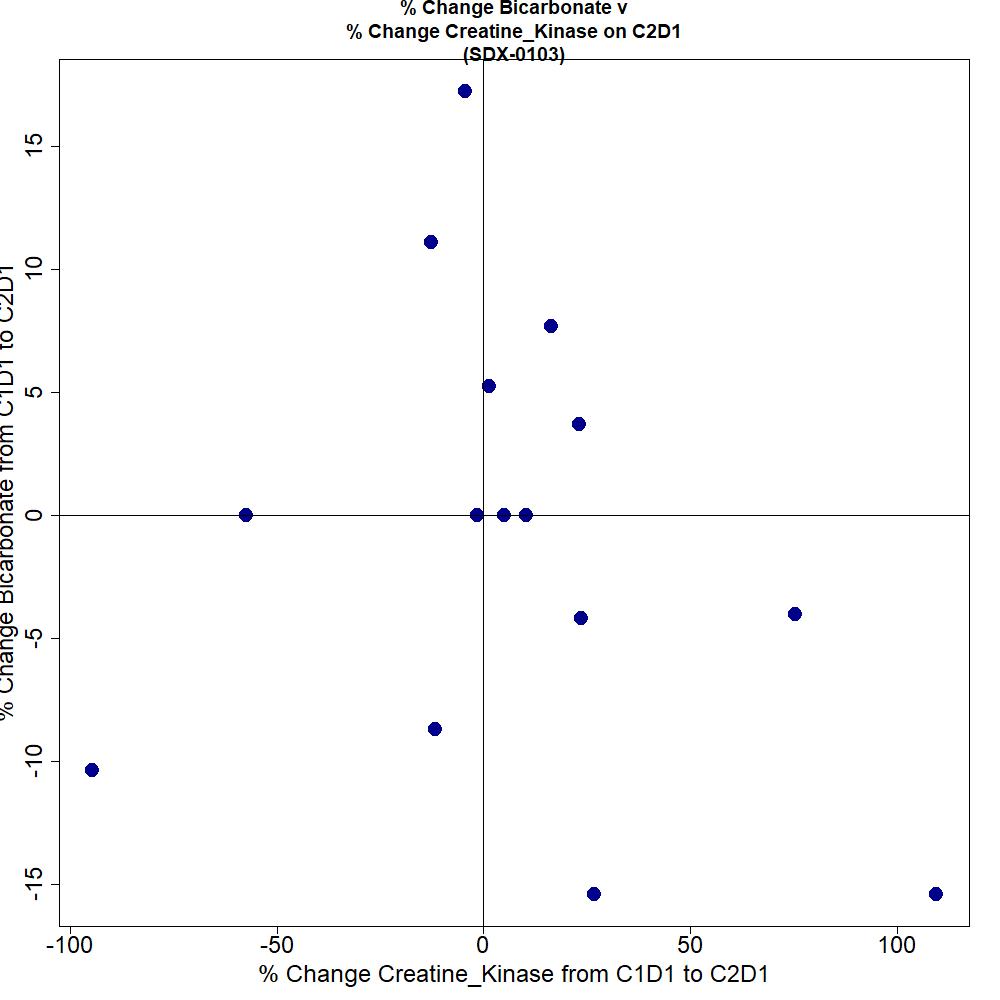 % Change Bicarbonate v
% Change Creatine_Kinase on C2D1
(SDX-0103)
% Change Bicarbonate from C1D1 to C2D1
15
10
5
0
-5
-10
-15
-100
-50
0
50
100
% Change Creatine_Kinase from C1D1 to C2D1